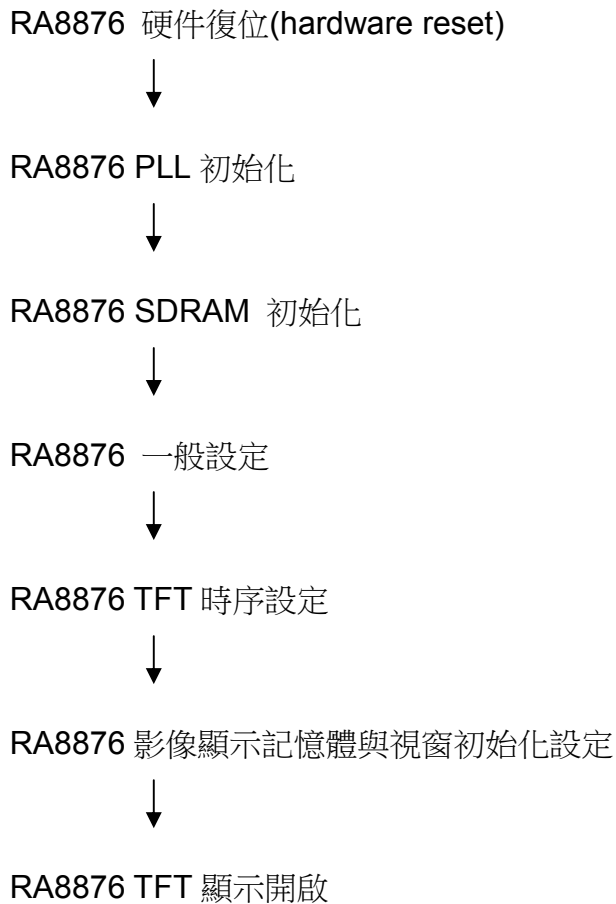 RA8876 硬件復位(hardware reset)
RA8876 PLL 初始化
RA8876 SDRAM 初始化
RA8876 一般設定
RA8876 TFT 時序設定
RA8876 影像顯示記憶體與視窗初始化設定
RA8876 TFT 顯示開啟